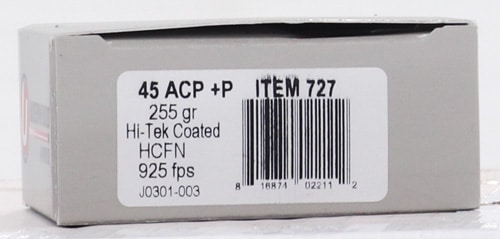 45 ACP +P ITEM 727
255 gr
Hi-Tek Coated
HCFN
925 fps
J0301-003
8 16874 02211 2